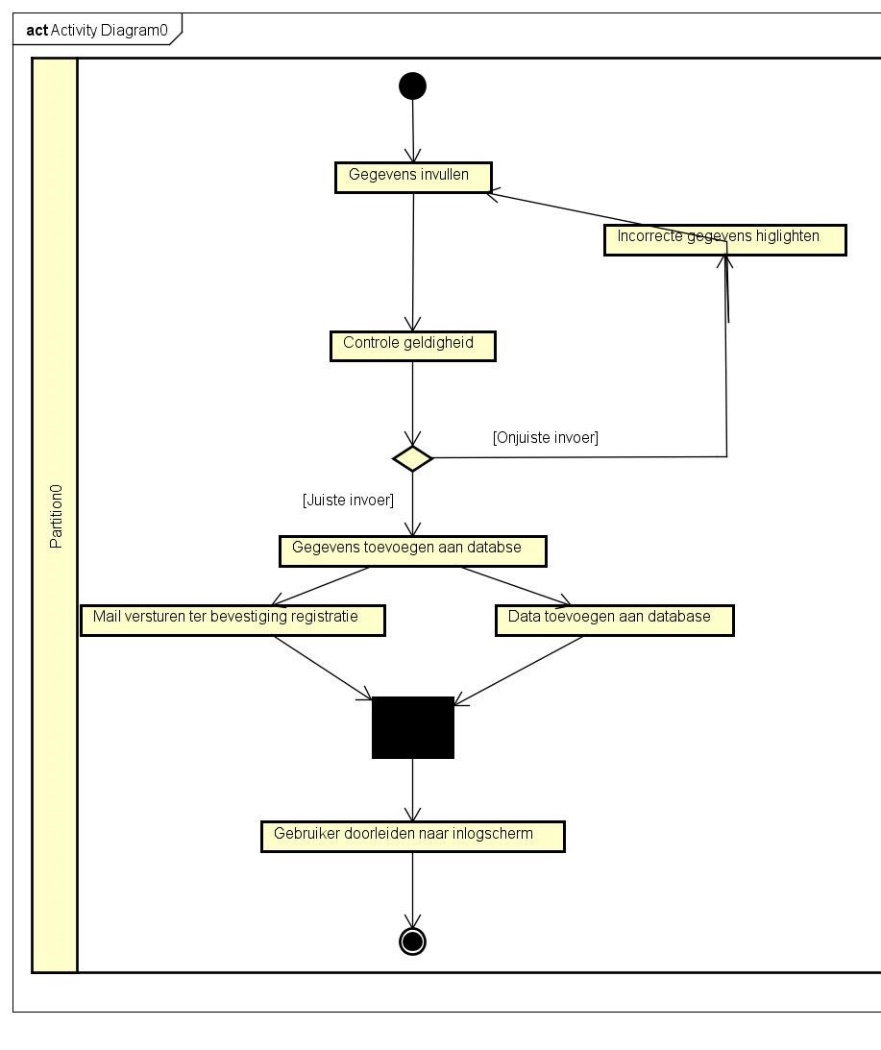 act Activity Diagram0
Partition0
Gegevens invullen
Incorrecte gegevens higlighten
Controle geldigheid
[Onjuiste invoer]
[Juiste invoer]
Gegevens toevoegen aan databse
Mail versturen ter bevestiging registratie
Data toevoegen aan database
Gebruiker doorleiden naar inlogscherm